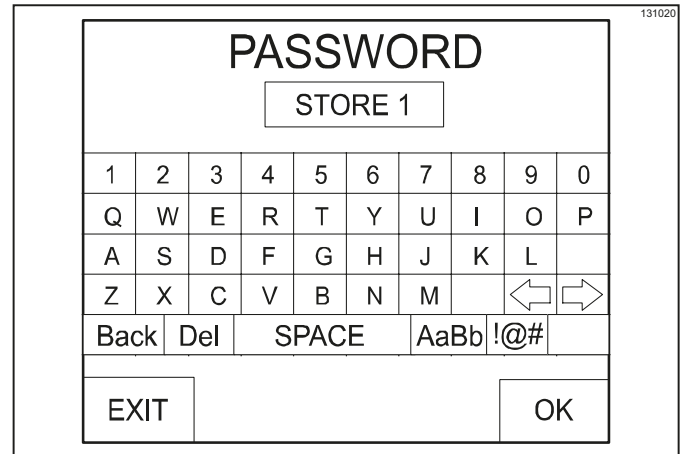 131020
PASSWORD
STORE 1
1 2 3 4 5 6 7 8 9 0
Q W E R T Y U I O P
A S D F G H J K L
Z X C V B N M
Back Del SPACE AaBb !@#
EXIT OK